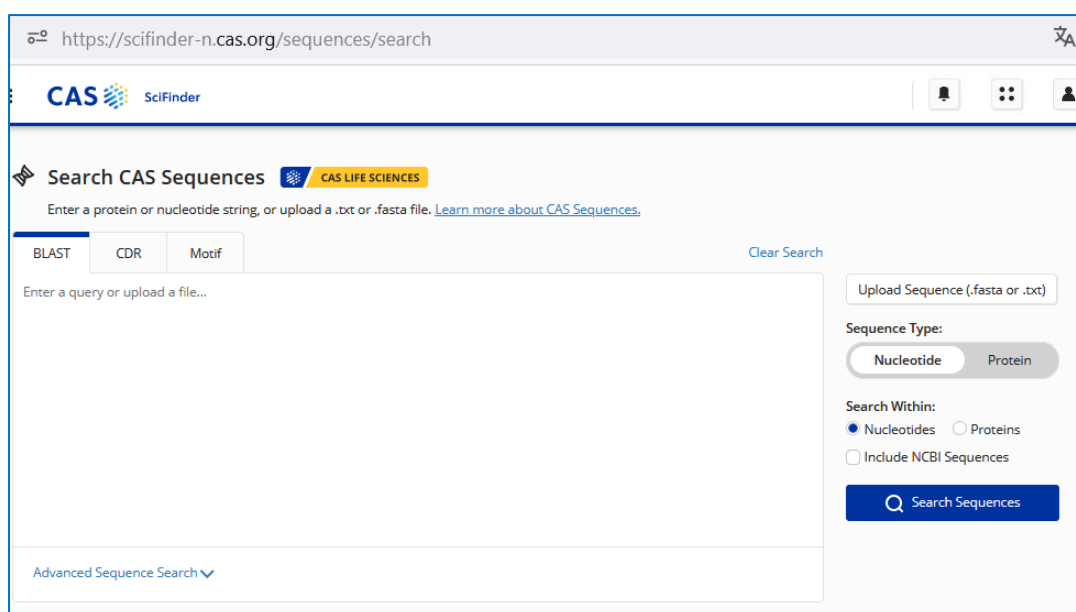 https://scifinder-n.cas.org/sequences/search
CAS SciFinder
Search CAS Sequences CAS LIFE SCIENCES
Enter a protein or nucleotide string, or upload a .txt or .fasta file. Learn more about CAS Sequences.
BLAST CDR Motif Clear Search
Enter a query or upload a file...
Upload Sequence (.fasta or .txt)
Sequence Type:
Nucleotide Protein
Search Within:
Nucleotides Proteins
Include NCBI Sequences
Search Sequences
Advanced Sequence Search